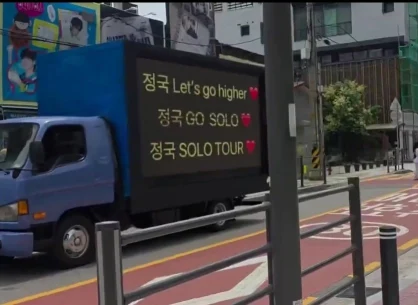 정국 Let's go higher ❤️
정국 GO SOLO ❤️
정국 SOLO TOUR ❤️